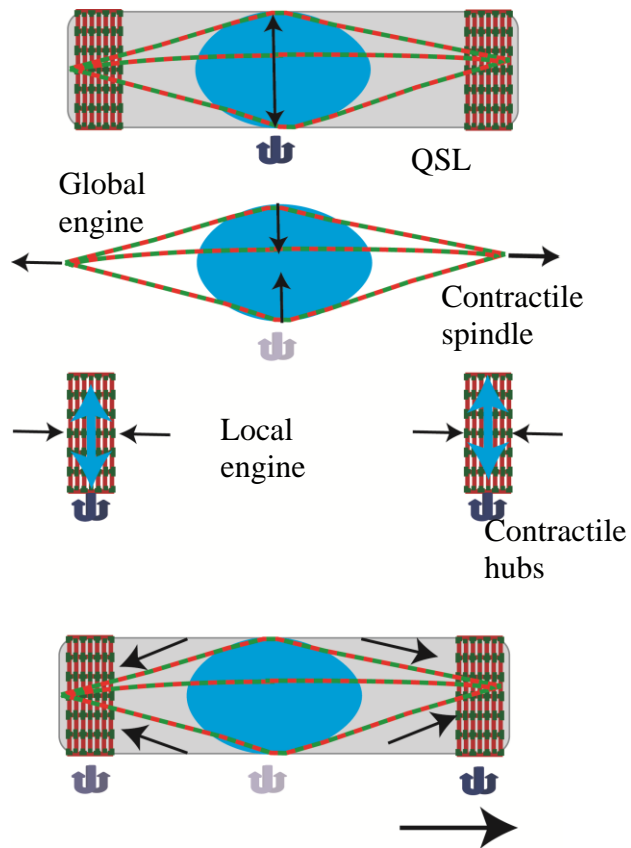 QSL
Global
engine
Contractile
spindle
Local
engine
Contractile
hubs